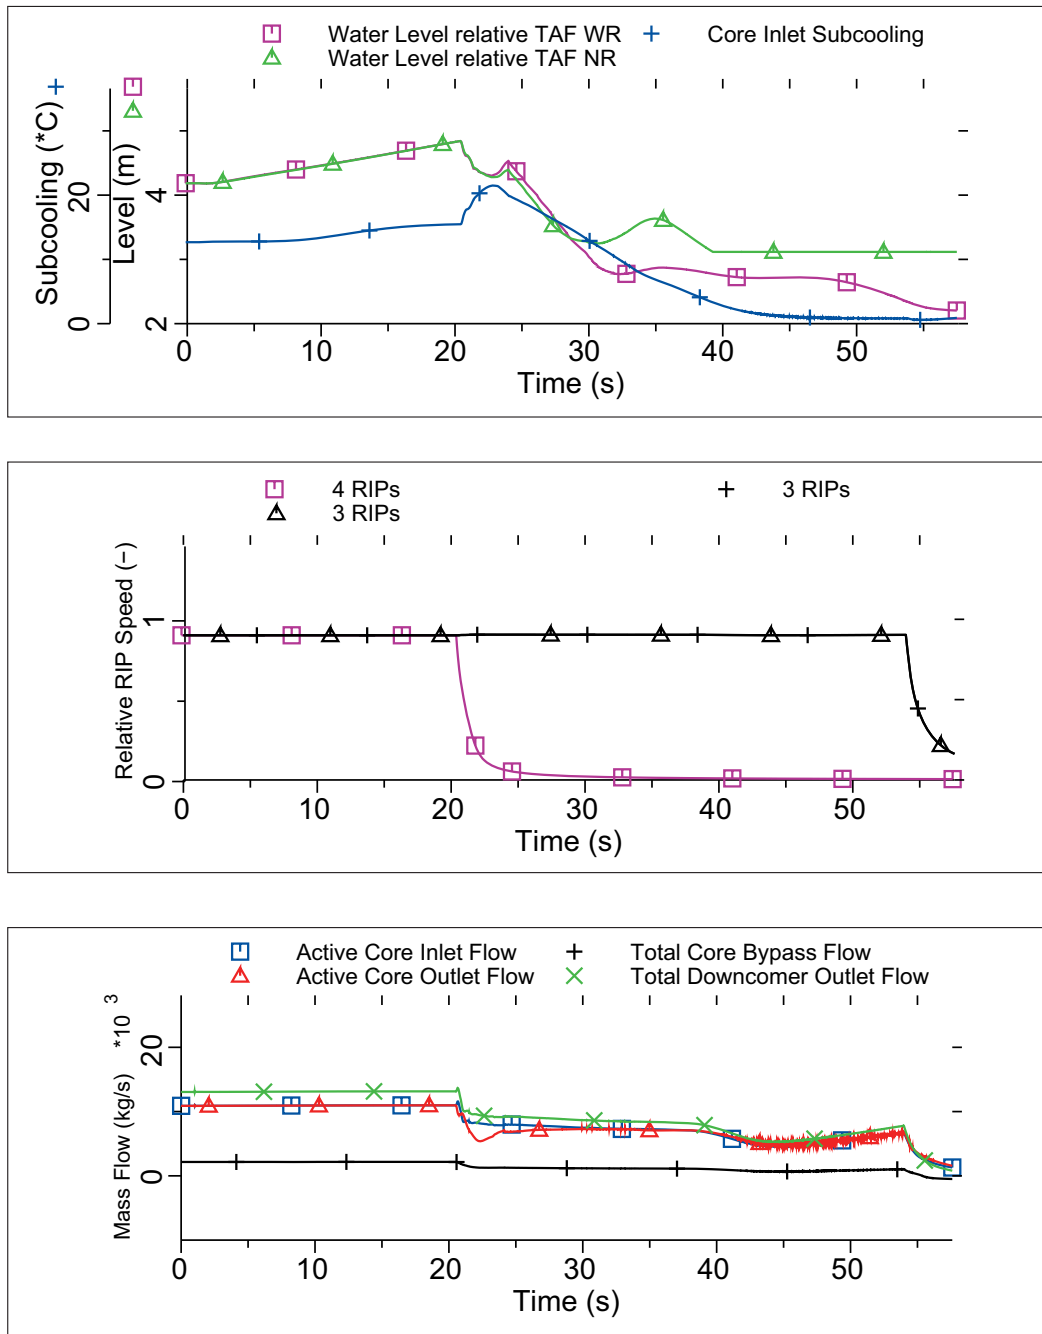 Water Level relative TAF WR
Core Inlet Subcooling
Water Level relative TAF NR
Subcooling (*C)
Level (m)
20
0
4
2
0 10 20 30 40 50
Time (s)
4 RIPs
3 RIPs
3 RIPs
Relative RIP Speed (−)
1
0
0 10 20 30 40 50
Time (s)
Active Core Inlet Flow
Total Core Bypass Flow
Active Core Outlet Flow
Total Downcomer Outlet Flow
Mass Flow (kg/s) *10 3
20
0
0 10 20 30 40 50
Time (s)